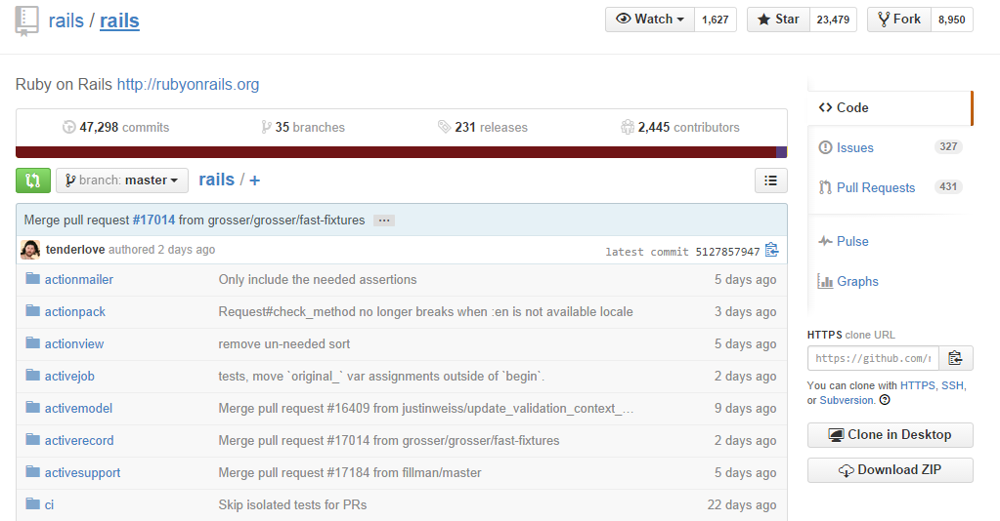 rails / rails
Watch 1,627 Star 23,479 Fork 8,950
Ruby on Rails http://rubyonrails.org
47,298 commits 35 branches 231 releases 2,445 contributors
branch: master rails / +
Merge pull request #17014 from grosser/grosser/fast-fixtures ...
tenderlove authored 2 days ago latest commit 5127857947
actionmailer Only include the needed assertions 5 days ago
actionpack Request#check_method no longer breaks when :en is not available locale 3 days ago
actionview remove un-needed sort 5 days ago
activejob tests, move `original_` var assignments outside of `begin`. 2 days ago
activemodel Merge pull request #16409 from justinweiss/update_validation_context_... 9 days ago
activerecord Merge pull request #17014 from grosser/grosser/fast-fixtures 2 days ago
activesupport Merge pull request #17184 from fillman/master 5 days ago
ci Skip isolated tests for PRs 22 days ago
Code
Issues 327
Pull Requests 431
Pulse
Graphs
HTTPS clone URL
https://github.com/
You can clone with HTTPS, SSH,
or Subversion.
Clone in Desktop
Download ZIP